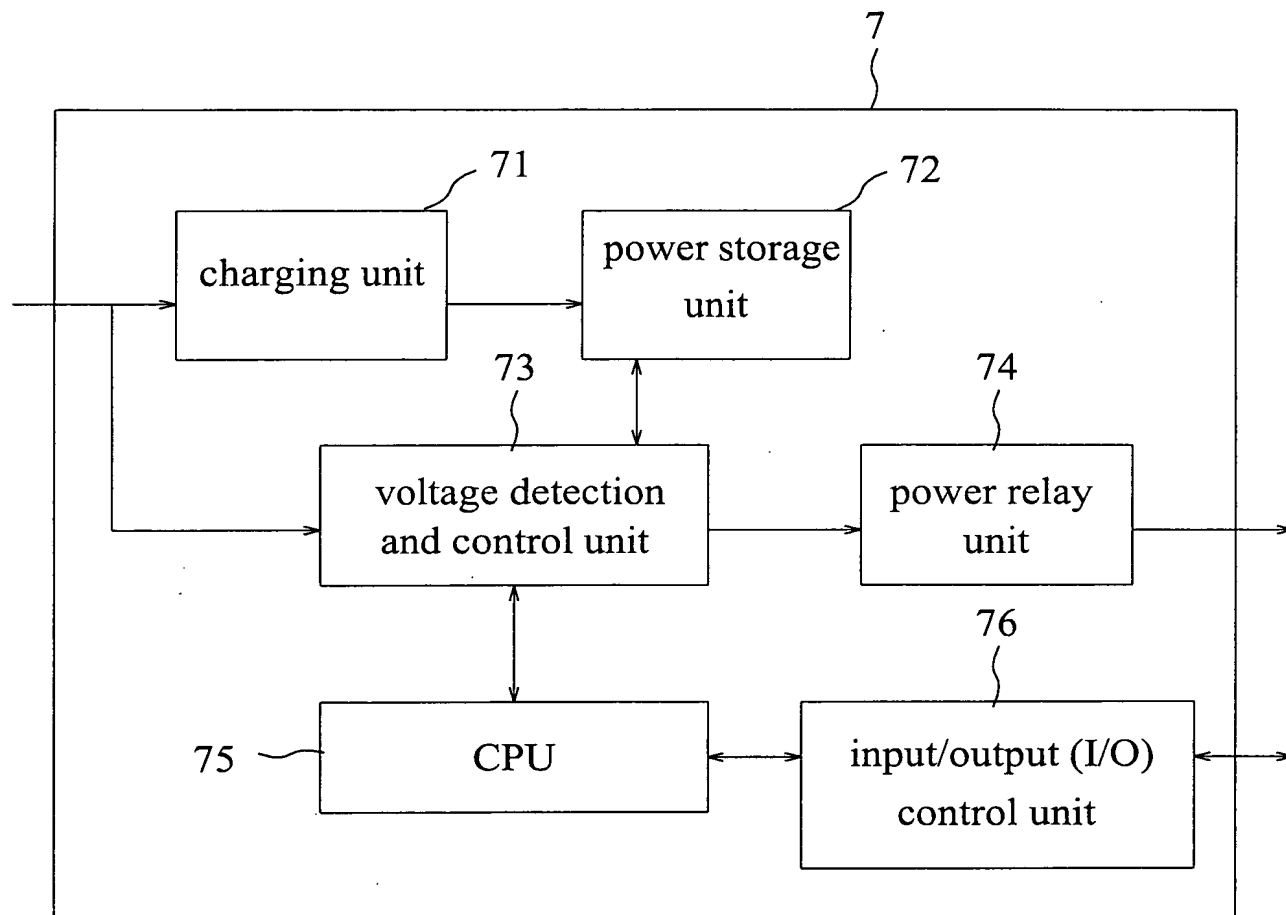 7
71
charging unit
72
power storage
unit
73
voltage detection
and control unit
74
power relay
unit
75
CPU
76
input/output (I/O)
control unit